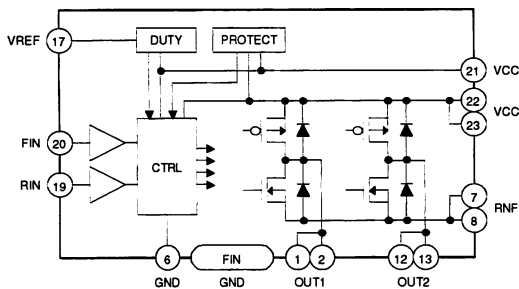 VREF 17 DUTY PROTECT
21 VCC
22 VCC
23
FIN 20
CTRL
RIN 19
7 RNF
8
6 FIN 1 2 12 13
GND GND OUT1 OUT2